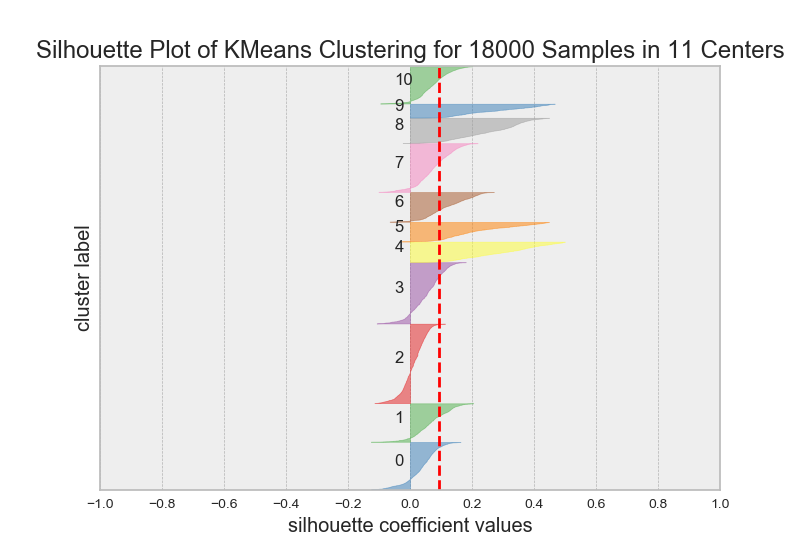 Silhouette Plot of KMeans Clustering for 18000 Samples in 11 Centers
10
9
8
7
6
5
4
3
2
1
0
cluster label
−1.0 −0.8 −0.6 −0.4 −0.2 0.0 0.2 0.4 0.6 0.8 1.0
silhouette coefficient values